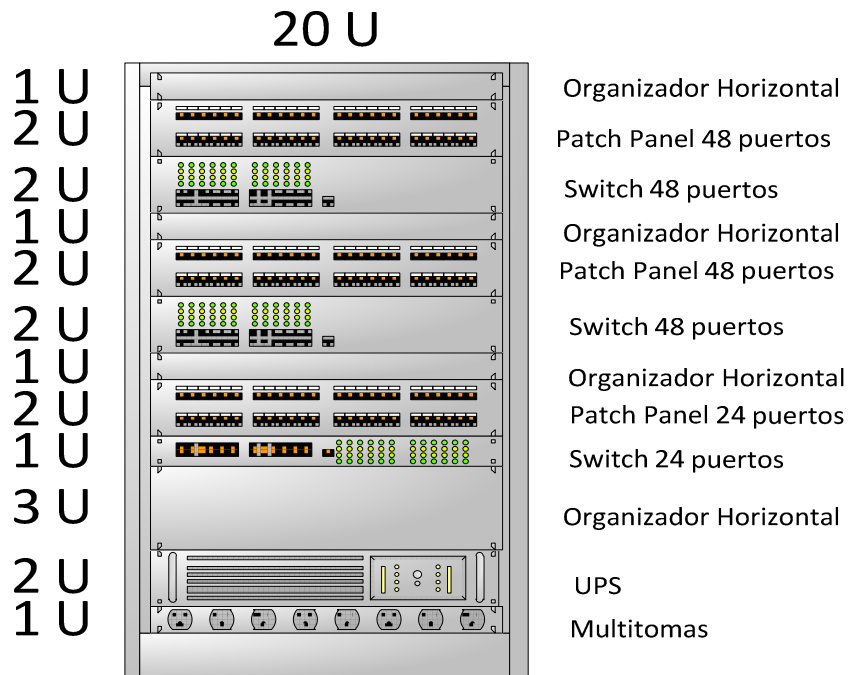 20 U
1 U Organizador Horizontal
2 U Patch Panel 48 puertos
2 U Switch 48 puertos
1 U Organizador Horizontal
2 U Patch Panel 48 puertos
2 U Switch 48 puertos
1 U Organizador Horizontal
2 U Patch Panel 24 puertos
1 U Switch 24 puertos
3 U Organizador Horizontal
2 U UPS
1 U Multitomas